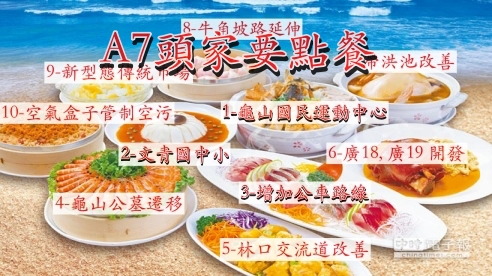 8-牛角坡路延伸
A7頭家要點餐
9-新型態傳統市場
洪池改善
10-空氣盒子管制空污
1-龜山國民運動中心
2-文青國中小
6-廣18,廣19開發
4-龜山公墓遷移
3-增加公車路線
5-林口交流道改善